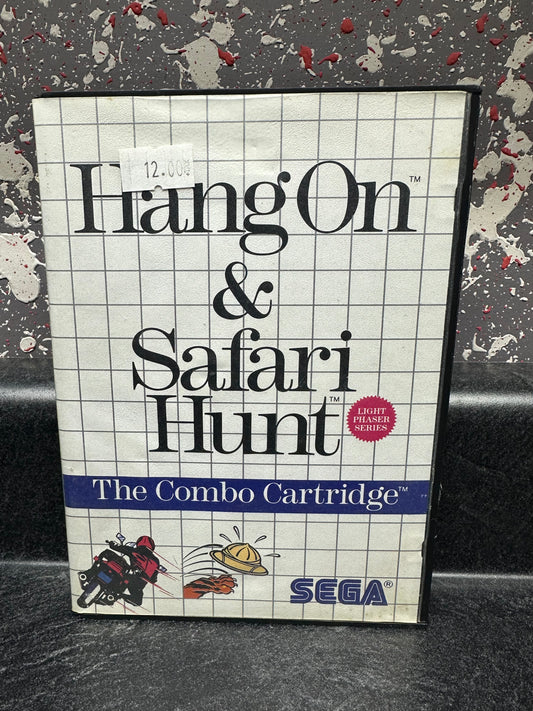 12.00€
Hang On™
&
Safari
Hunt™
LIGHT
PHASER
SERIES
The Combo Cartridge™
SEGA®